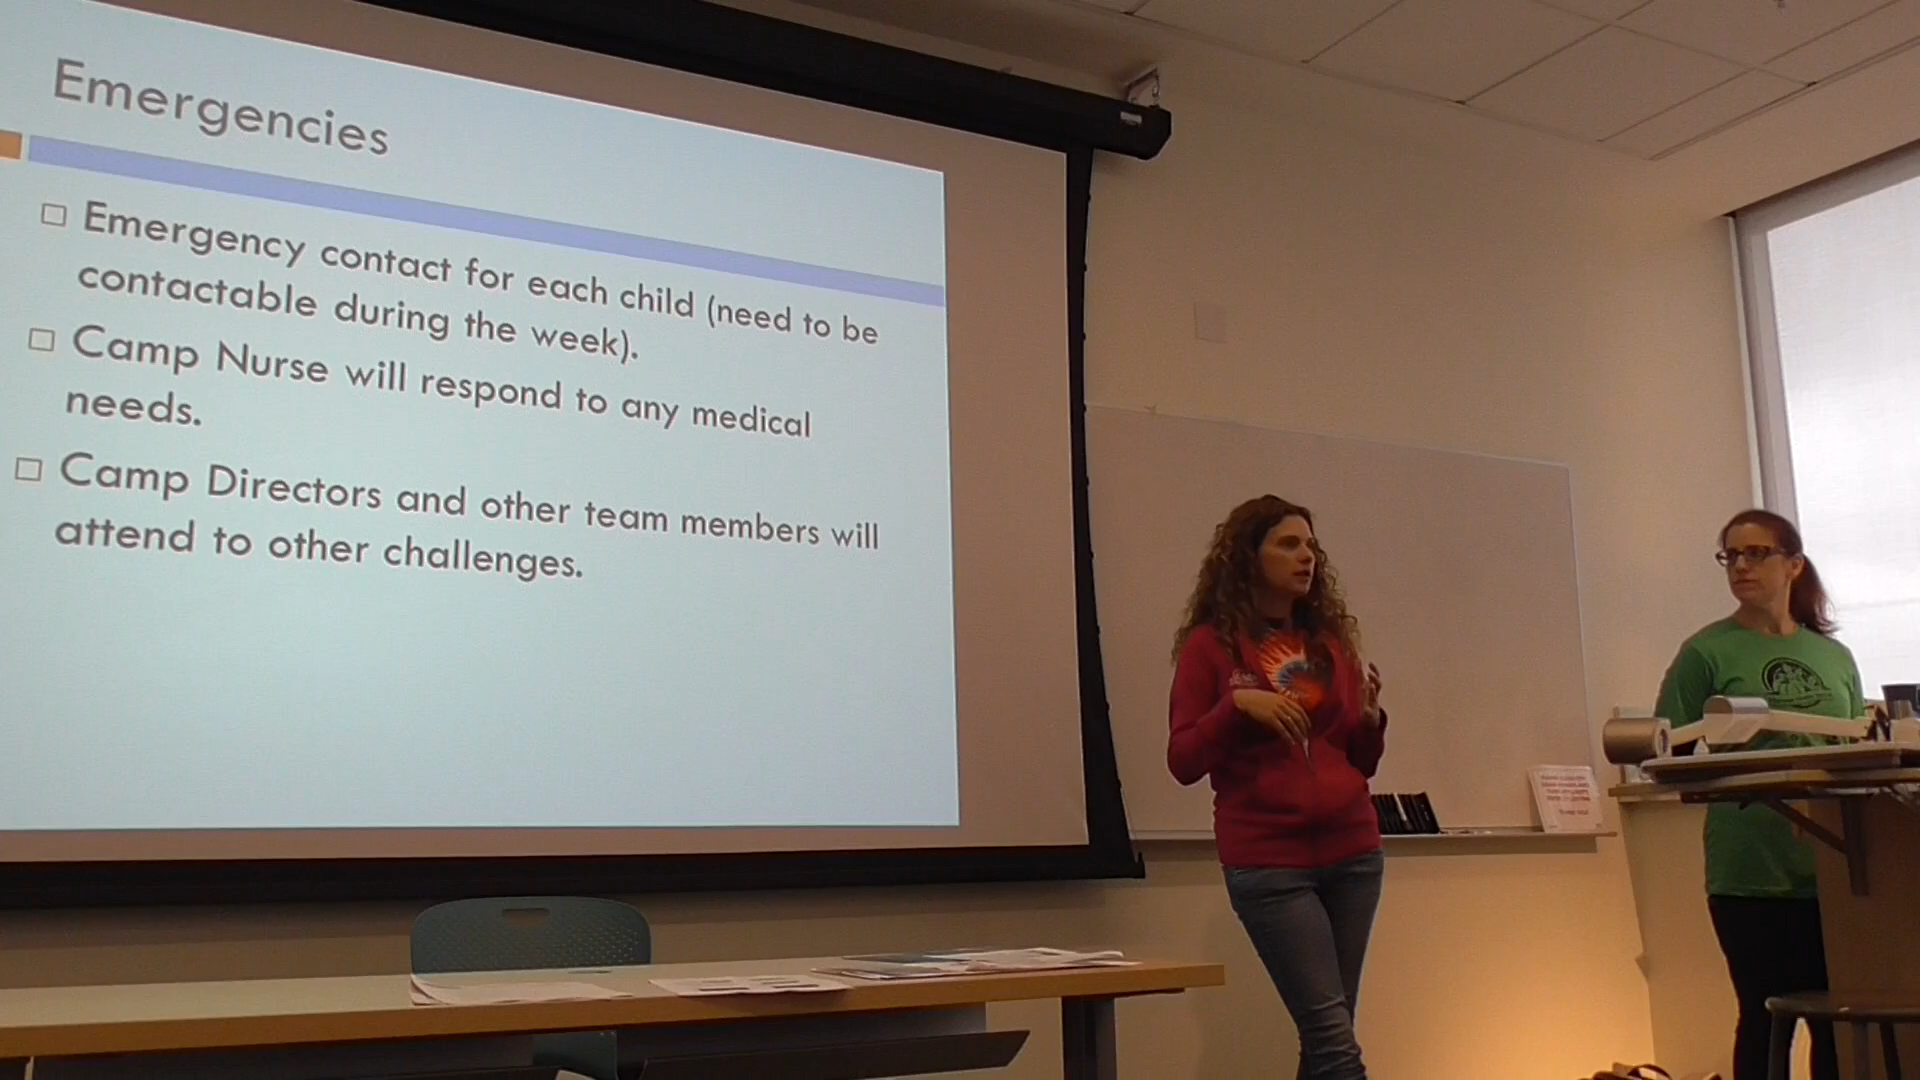 Emergencies
Emergency contact for each child (need to be
contactable during the week).
Camp Nurse will respond to any medical
needs.
Camp Directors and other team members will
attend to other challenges.